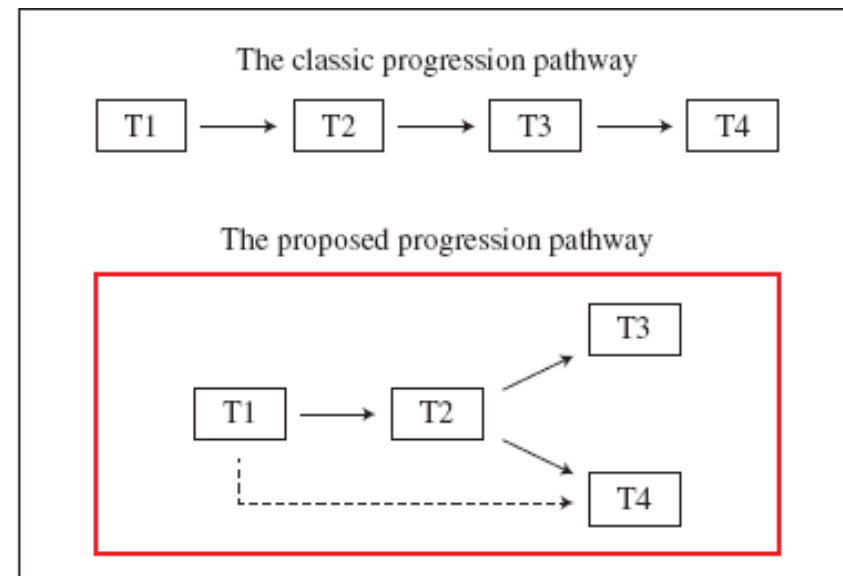 The classic progression pathway
T1 T2 T3 T4
The proposed progression pathway
T3
T1 T2
T4